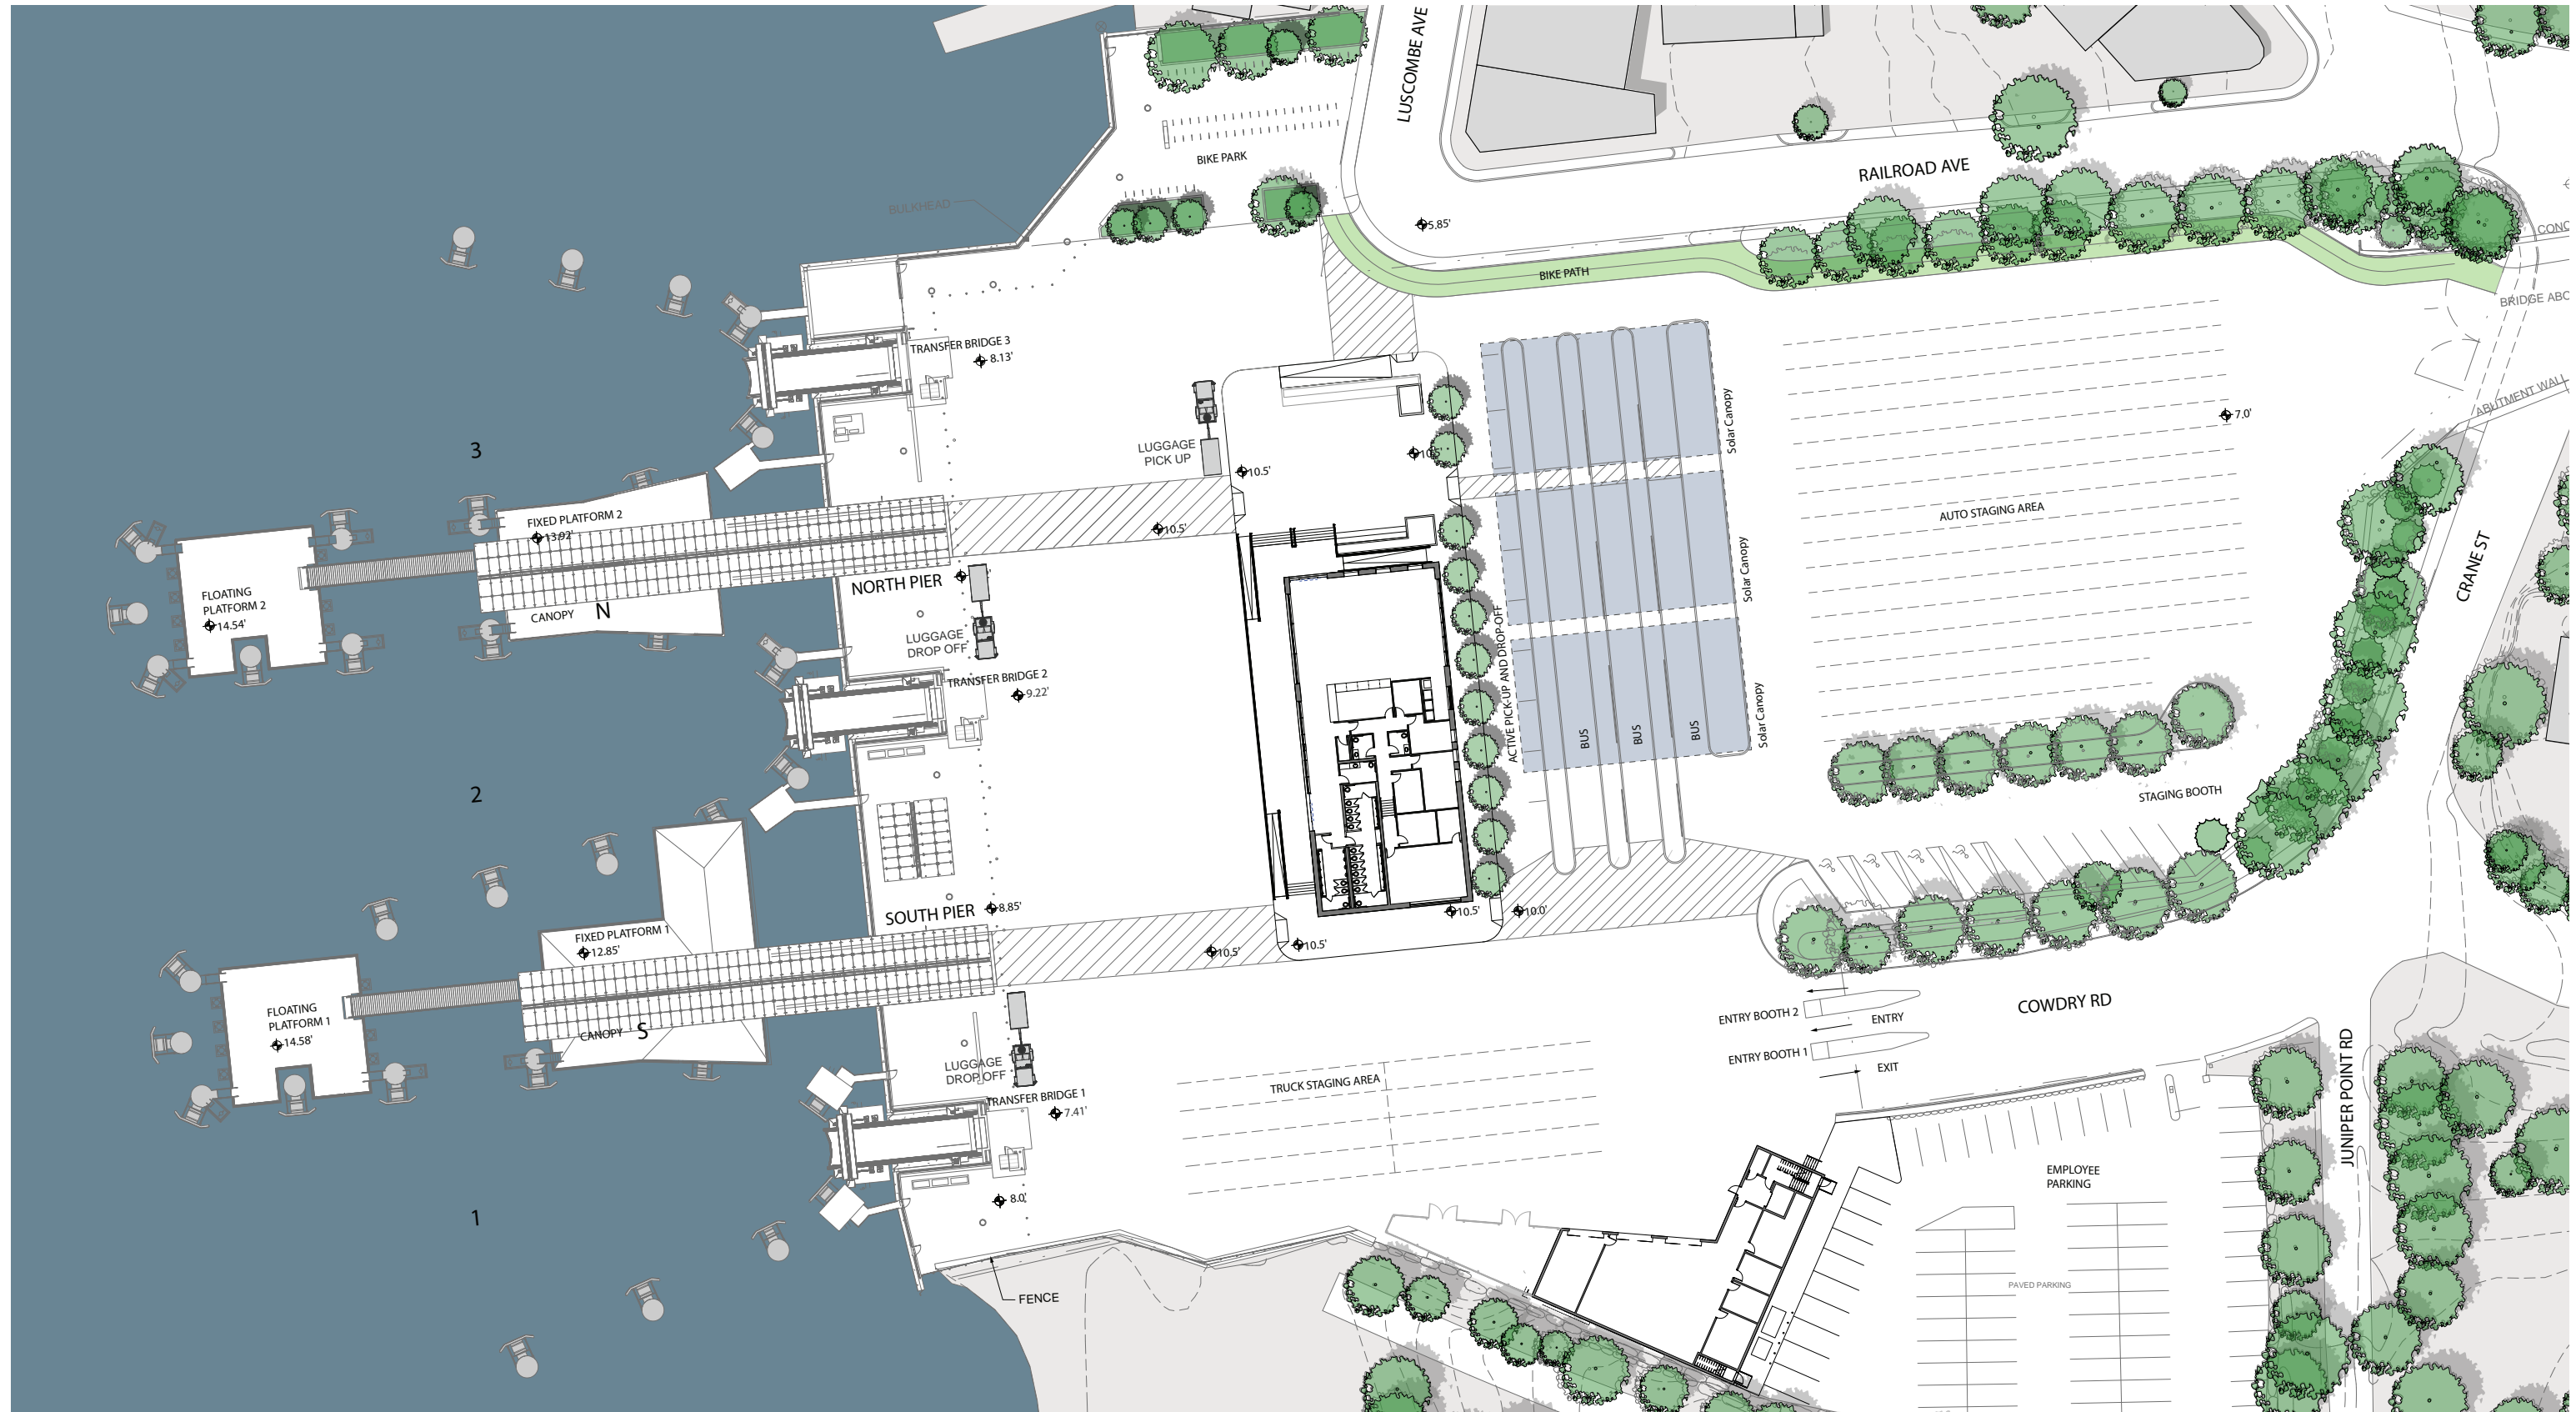 LUSCOMBE AVE
BIKE PARK
RAILROAD AVE
BULKHEAD
5.85'
CONC
BIKE PATH
BRIDGE ABO
TRANSFER BRIDGE 3
8.13'
Solar Canopy
ABUTMENT WALL
7.0'
3
LUGGAGE
PICK UP
10.5'
AUTO STAGING AREA
FIXED PLATFORM 2
13.92'
10.5'
CRANE ST
FLOATING
PLATFORM 2
14.54'
CANOPY
N
NORTH PIER
Solar Canopy
LUGGAGE
DROP OFF
TRANSFER BRIDGE 2
9.22'
ACTIVE PICK-UP AND DROP-OFF
BUS
BUS
BUS
Solar Canopy
2
STAGING BOOTH
SOUTH PIER
8.85'
10.5'
10.0'
FIXED PLATFORM 1
12.85'
10.5'
10.5'
FLOATING
PLATFORM 1
14.58'
CANOPY
S
ENTRY BOOTH 2
ENTRY
COWDRY RD
ENTRY BOOTH 1
EXIT
LUGGAGE
DROP OFF
TRUCK STAGING AREA
JUNIPER POINT RD
TRANSFER BRIDGE 1
7.41'
EMPLOYEE
PARKING
8.0'
1
PAVED PARKING
FENCE